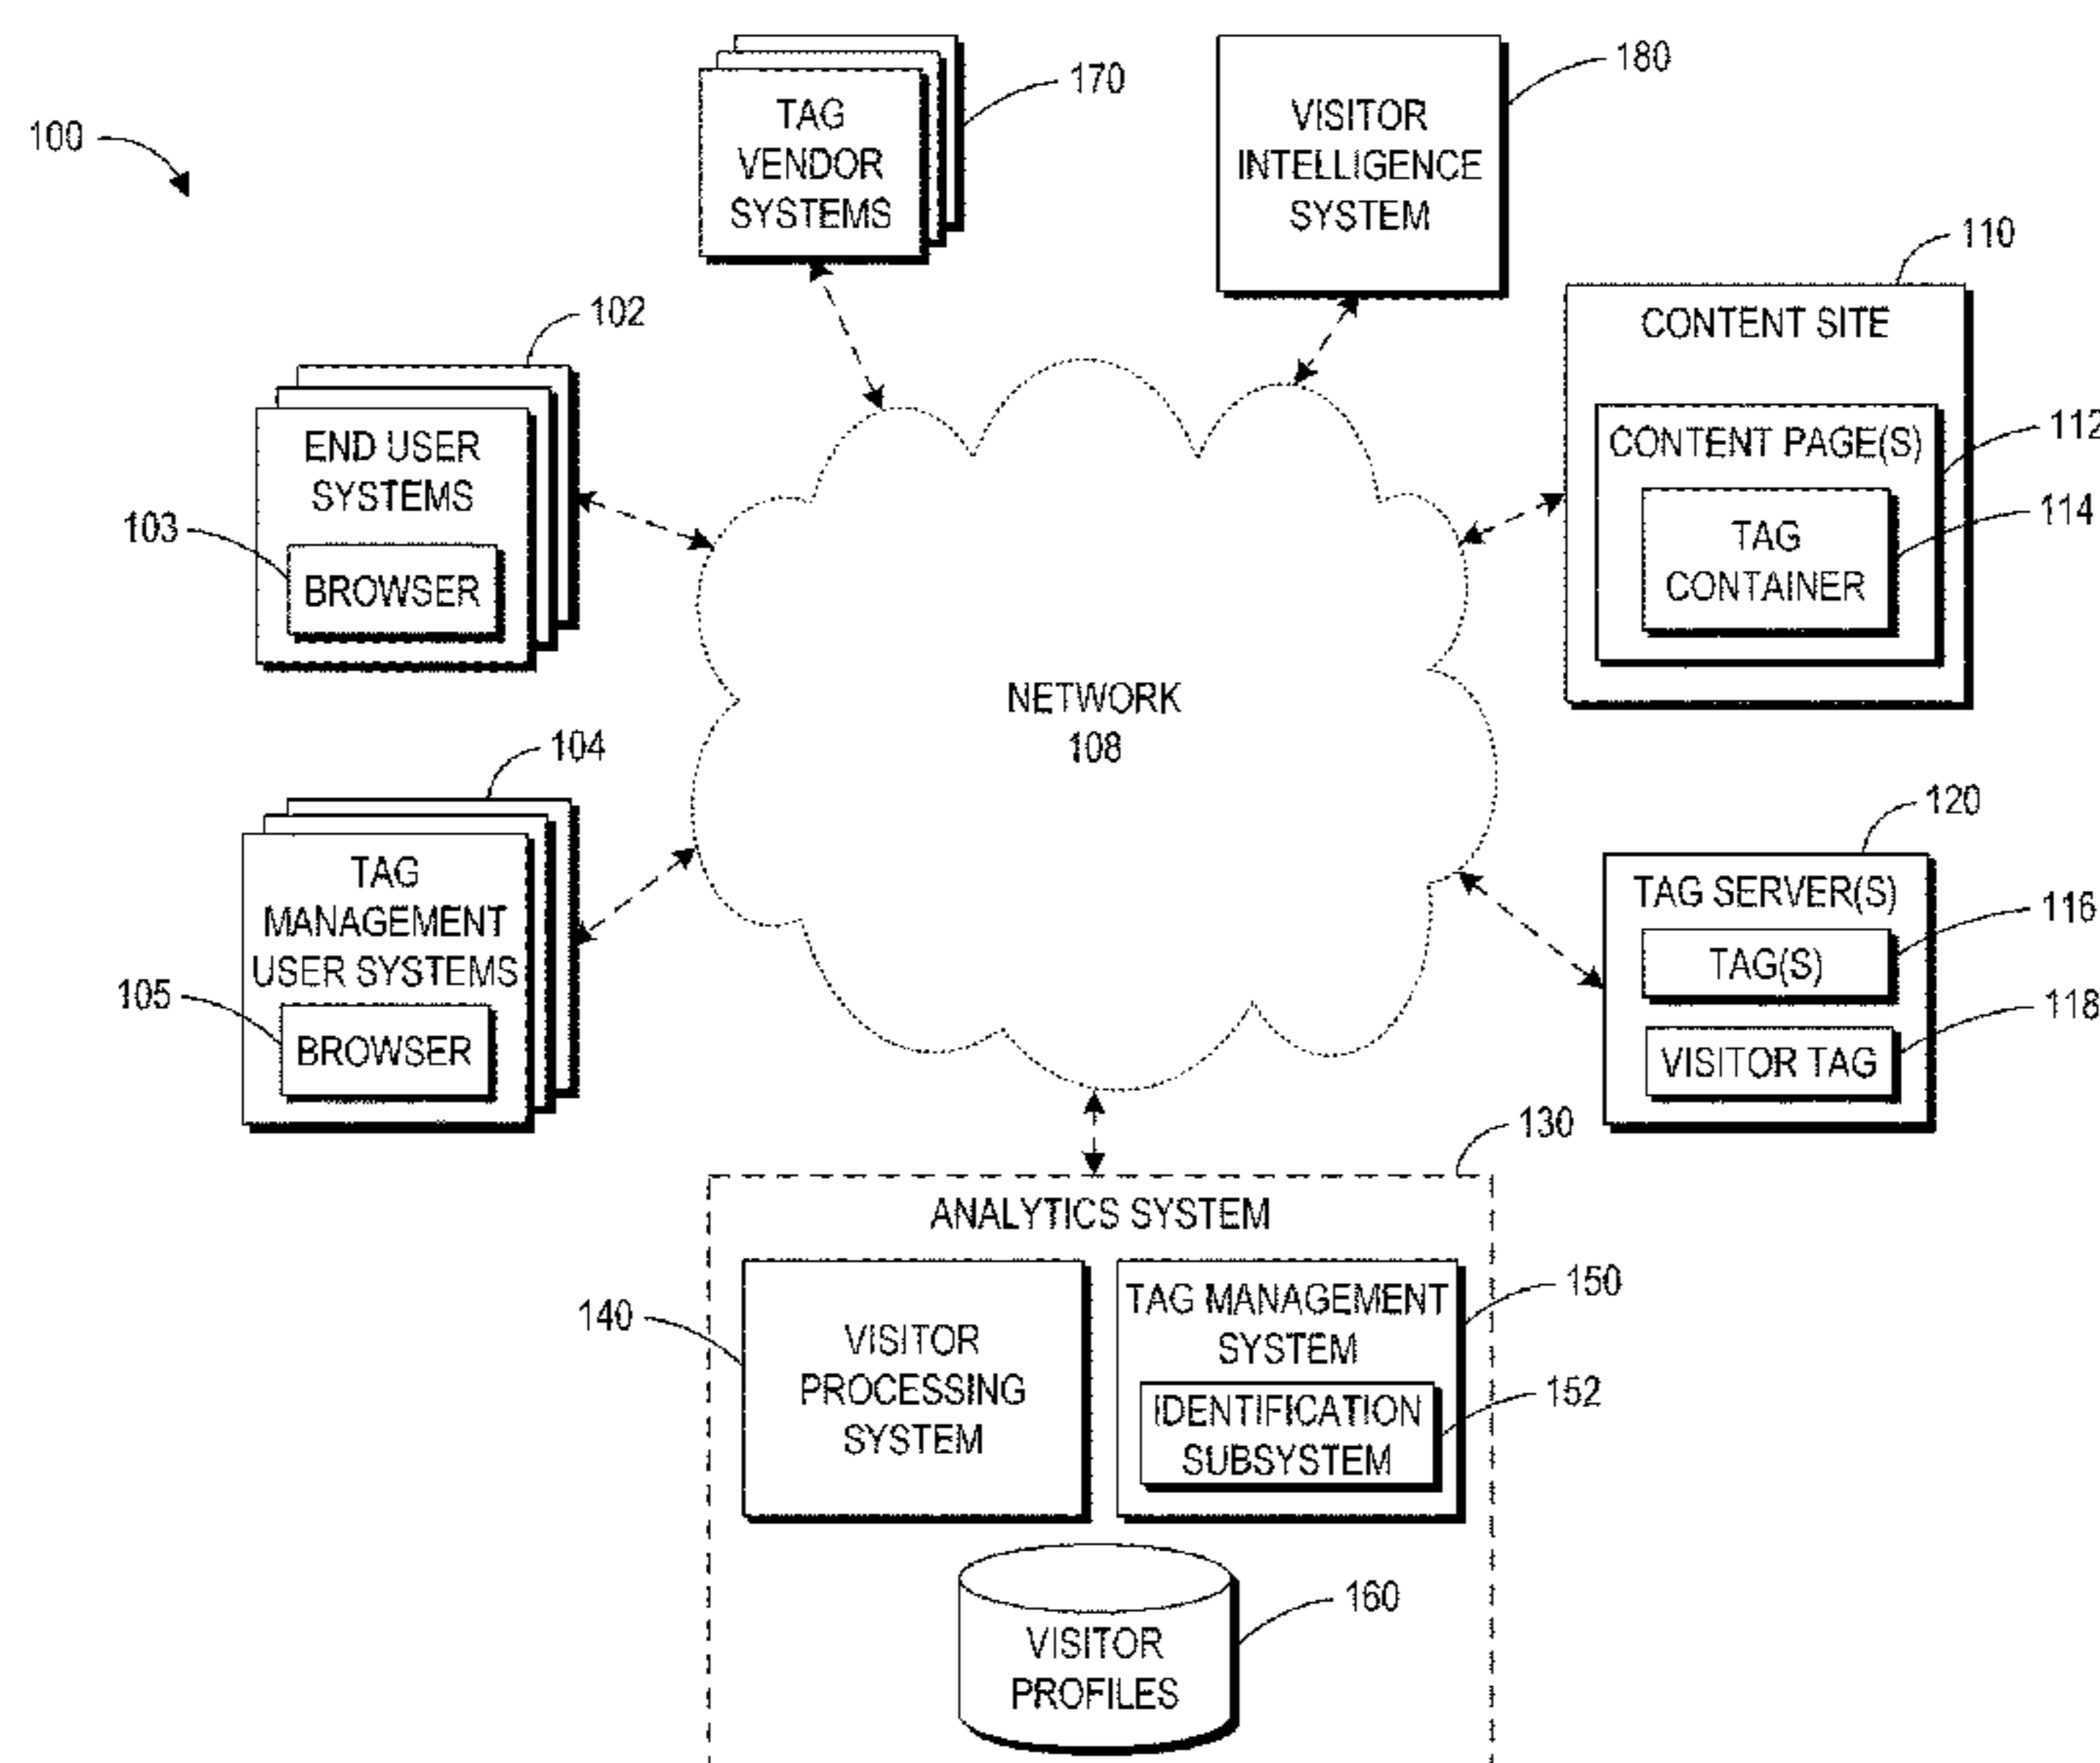 100
TAG
VENDOR
SYSTEMS
170
VISITOR
INTELLIGENCE
SYSTEM
180
110
CONTENT SITE
CONTENT PAGE(S)
112
TAG
CONTAINER
114
102
END USER
SYSTEMS
103
BROWSER
NETWORK
108
104
TAG
MANAGEMENT
USER SYSTEMS
105
BROWSER
120
TAG SERVER(S)
116
TAG(S)
118
VISITOR TAG
130
ANALYTICS SYSTEM
140
VISITOR
PROCESSING
SYSTEM
TAG MANAGEMENT
SYSTEM
150
IDENTIFICATION
SUBSYSTEM
152
VISITOR
PROFILES
160